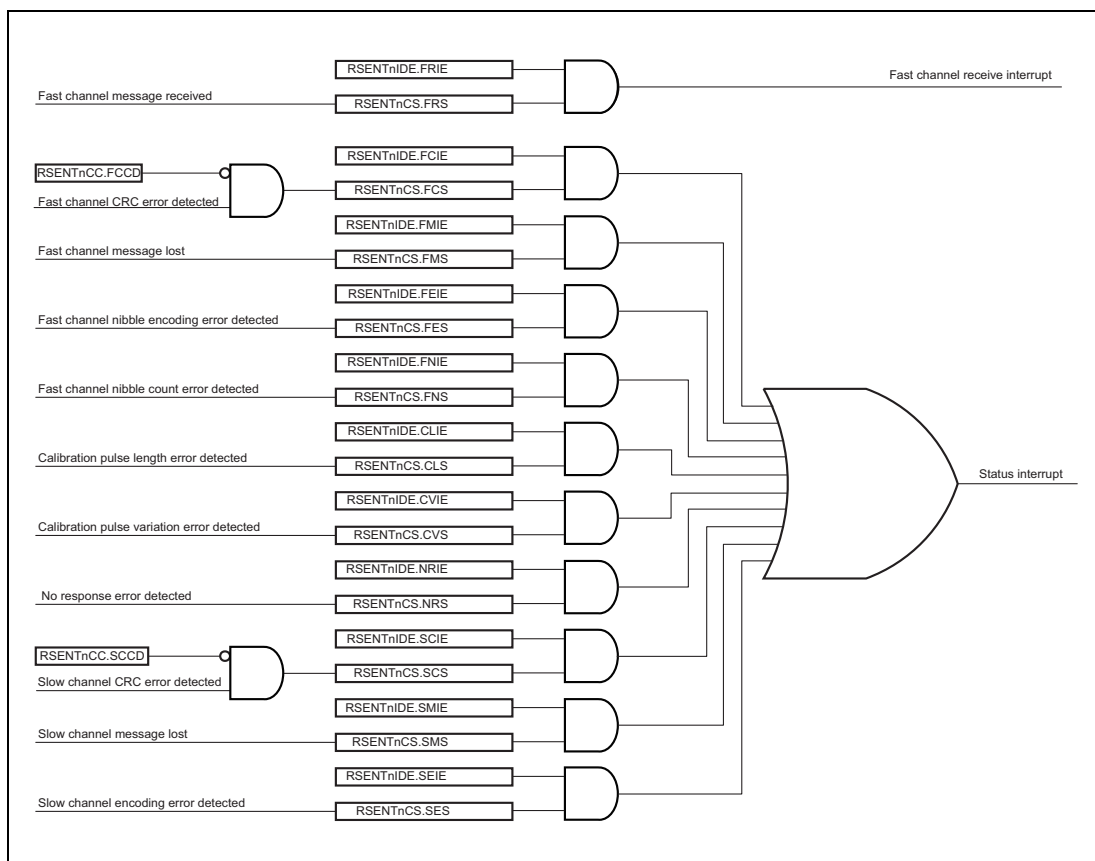 RSENTnIDE.FRIE
Fast channel receive interrupt
Fast channel message received
RSENTnCS.FRS
RSENTnIDE.FCIE
RSENTnCC.FCCD
RSENTnCS.FCS
Fast channel CRC error detected
RSENTnIDE.FMIE
Fast channel message lost
RSENTnCS.FMS
RSENTnIDE.FEIE
Fast channel nibble encoding error detected
RSENTnCS.FES
RSENTnIDE.FNIE
Fast channel nibble count error detected
RSENTnCS.FNS
RSENTnIDE.CLIE
Calibration pulse length error detected
RSENTnCS.CLS
Status interrupt
RSENTnIDE.CVIE
Calibration pulse variation error detected
RSENTnCS.CVS
RSENTnIDE.NRIE
No response error detected
RSENTnCS.NRS
RSENTnIDE.SCIE
RSENTnCC.SCCD
RSENTnCS.SCS
Slow channel CRC error detected
RSENTnIDE.SMIE
Slow channel message lost
RSENTnCS.SMS
RSENTnIDE.SEIE
Slow channel encoding error detected
RSENTnCS.SES